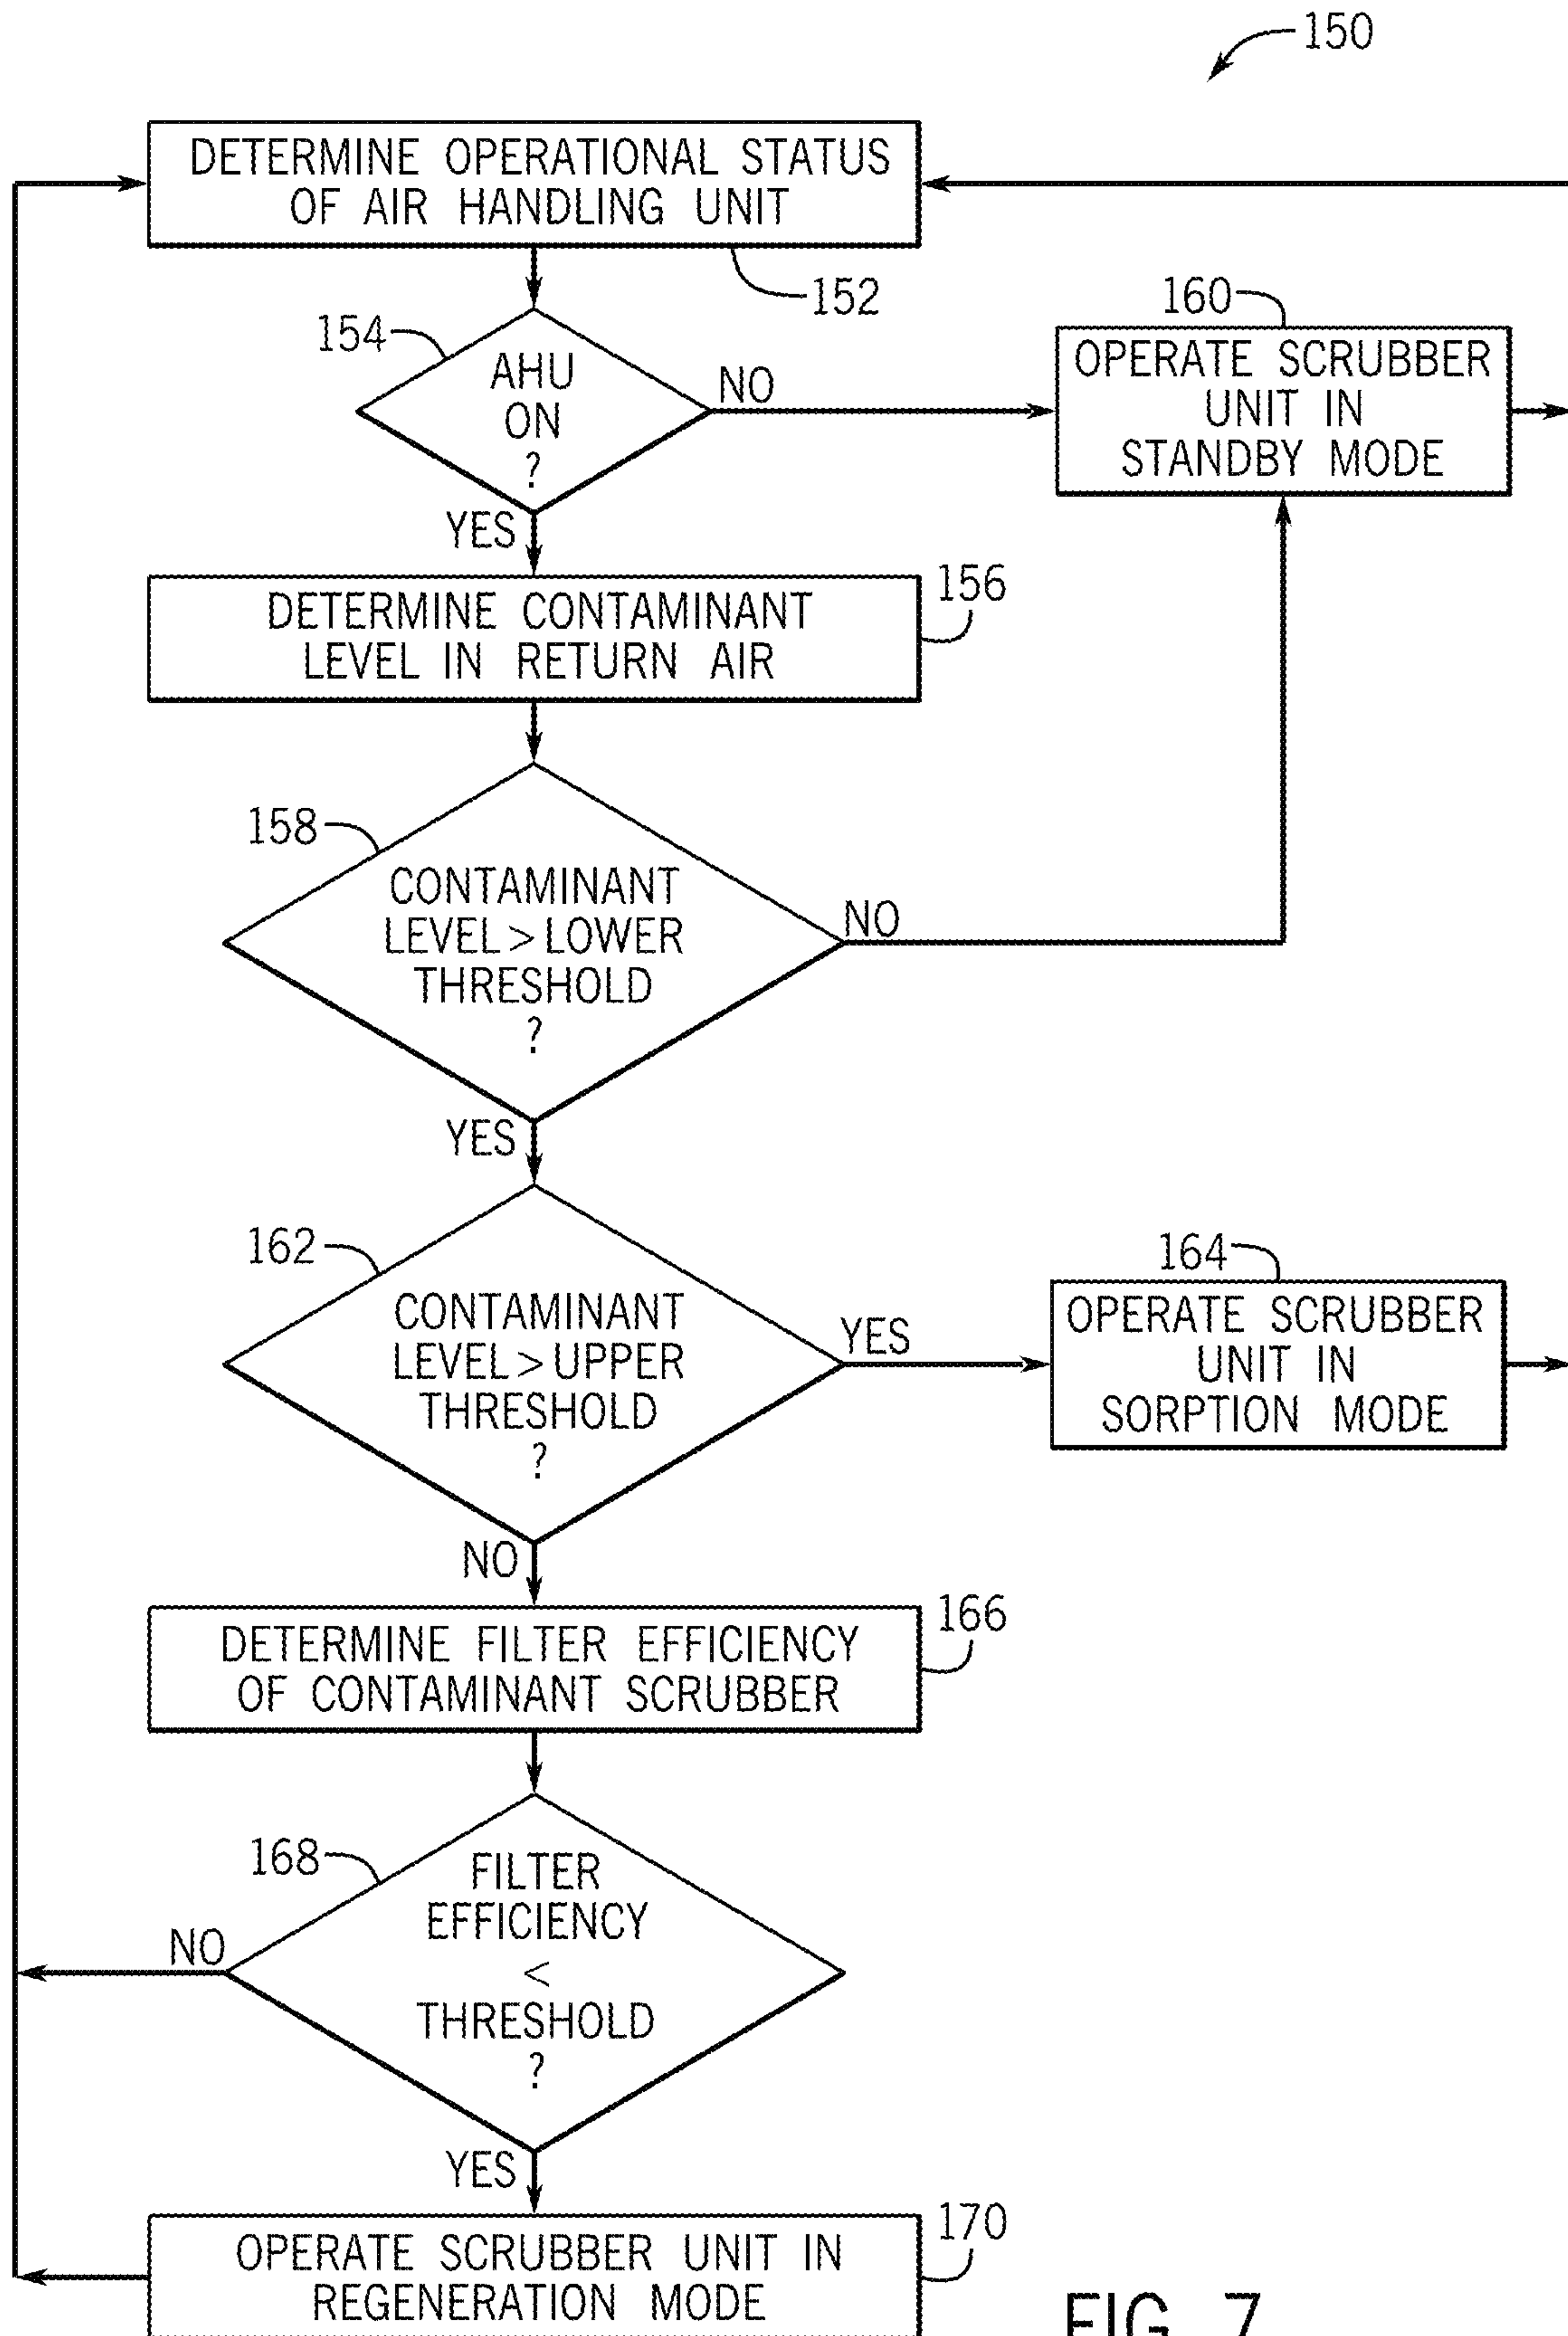 150
DETERMINE OPERATIONAL STATUS
OF AIR HANDLING UNIT
152
154
AHU
ON
?
NO
YES
160
OPERATE SCRUBBER
UNIT IN
STANDBY MODE
DETERMINE CONTAMINANT
LEVEL IN RETURN AIR
156
158
CONTAMINANT
LEVEL > LOWER
THRESHOLD
?
NO
YES
162
CONTAMINANT
LEVEL > UPPER
THRESHOLD
?
YES
NO
164
OPERATE SCRUBBER
UNIT IN
SORPTION MODE
DETERMINE FILTER EFFICIENCY
OF CONTAMINANT SCRUBBER
166
168
FILTER
EFFICIENCY
<
THRESHOLD
?
NO
YES
OPERATE SCRUBBER UNIT IN
REGENERATION MODE
170
FIG. 7